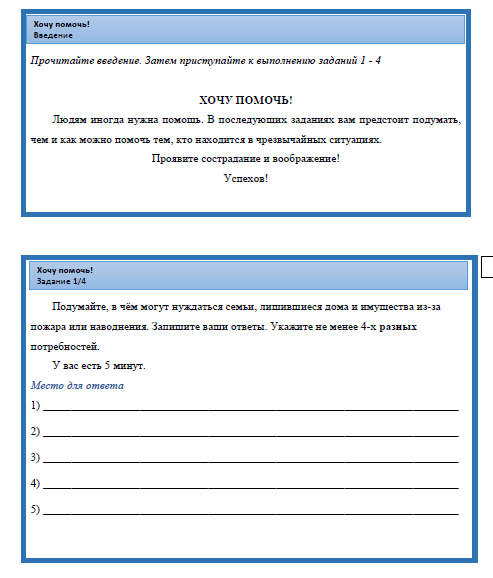 Хочу помочь!
Введение
Прочитайте введение. Затем приступайте к выполнению заданий 1 - 4
ХОЧУ ПОМОЧЬ!
Людям иногда нужна помощь. В последующих заданиях вам предстоит подумать,
чем и как можно помочь тем, кто находится в чрезвычайных ситуациях.
Проявите сострадание и воображение!
Успехов!
Хочу помочь!
Задание 1/4
Подумайте, в чём могут нуждаться семьи, лишившиеся дома и имущества из-за
пожара или наводнения. Запишите ваши ответы. Укажите не менее 4-х разных
потребностей.
У вас есть 5 минут.
Место для ответа
1)
2)
3)
4)
5)